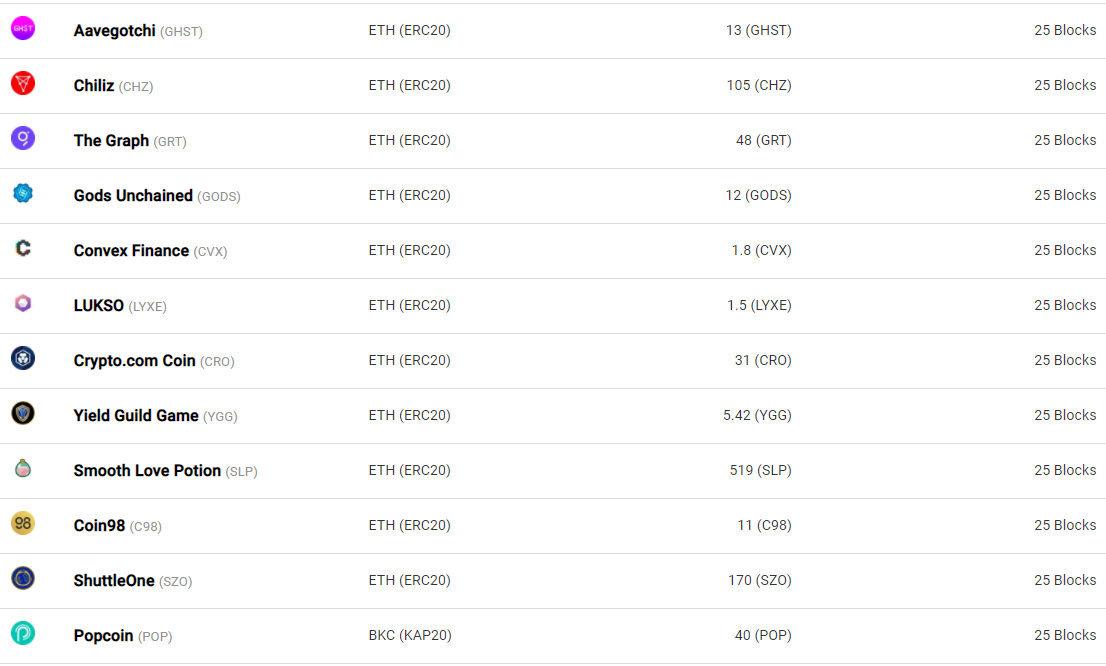 GHST Aavegotchi (GHST) ETH (ERC20) 13 (GHST) 25 Blocks
Chiliz (CHZ) ETH (ERC20) 105 (CHZ) 25 Blocks
The Graph (GRT) ETH (ERC20) 48 (GRT) 25 Blocks
Gods Unchained (GODS) ETH (ERC20) 12 (GODS) 25 Blocks
Convex Finance (CVX) ETH (ERC20) 1.8 (CVX) 25 Blocks
LUKSO (LYXE) ETH (ERC20) 1.5 (LYXE) 25 Blocks
Crypto.com Coin (CRO) ETH (ERC20) 31 (CRO) 25 Blocks
Yield Guild Game (YGG) ETH (ERC20) 5.42 (YGG) 25 Blocks
Smooth Love Potion (SLP) ETH (ERC20) 519 (SLP) 25 Blocks
98 Coin98 (C98) ETH (ERC20) 11 (C98) 25 Blocks
ShuttleOne (SZO) ETH (ERC20) 170 (SZO) 25 Blocks
Popcoin (POP) BKC (KAP20) 40 (POP) 25 Blocks